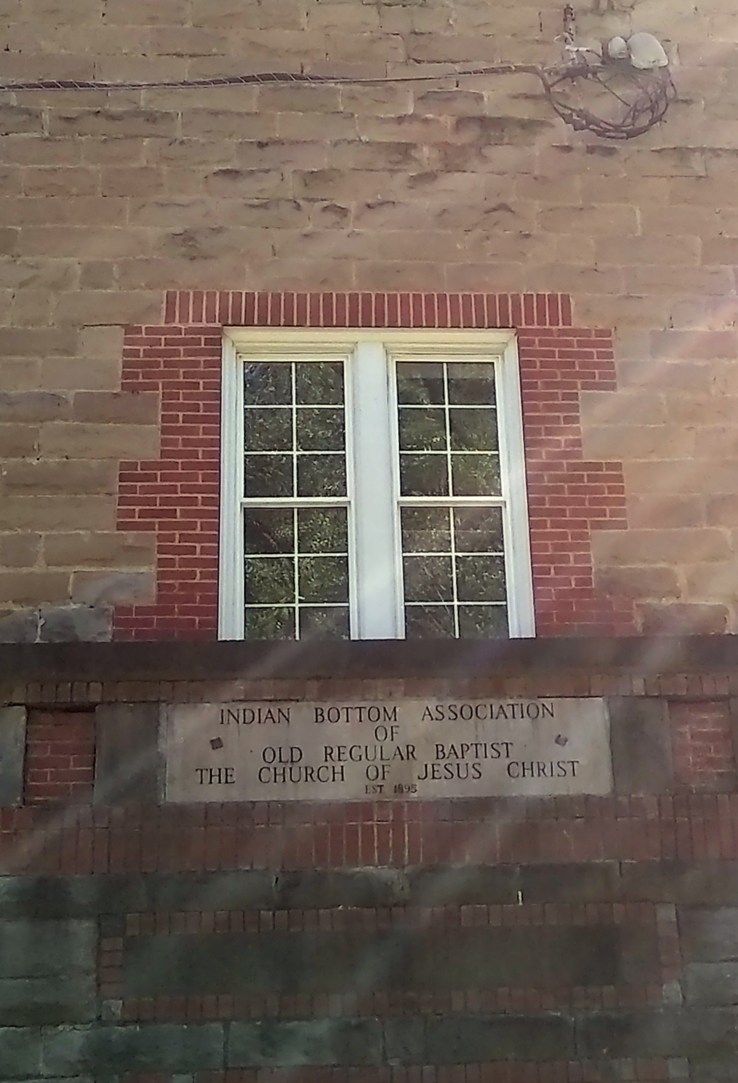 INDIAN BOTTOM ASSOCIATION
OF
OLD REGULAR BAPTIST
THE CHURCH OF JESUS CHRIST
EST 1895